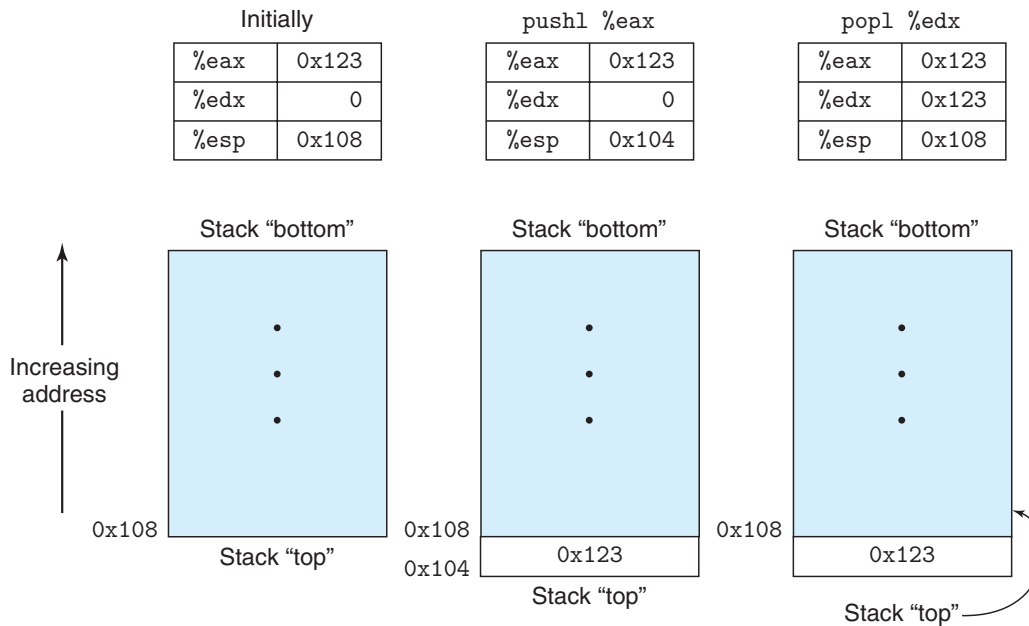 Initially
pushl %eax
popl %edx
%eax 0x123
%edx 0
%esp 0x108
%eax 0x123
%edx 0
%esp 0x104
%eax 0x123
%edx 0x123
%esp 0x108
Stack “bottom”
Stack “bottom”
Stack “bottom”
Increasing
address
0x108
0x108
0x108
Stack “top”
0x123
0x123
0x104
Stack “top”
Stack “top”